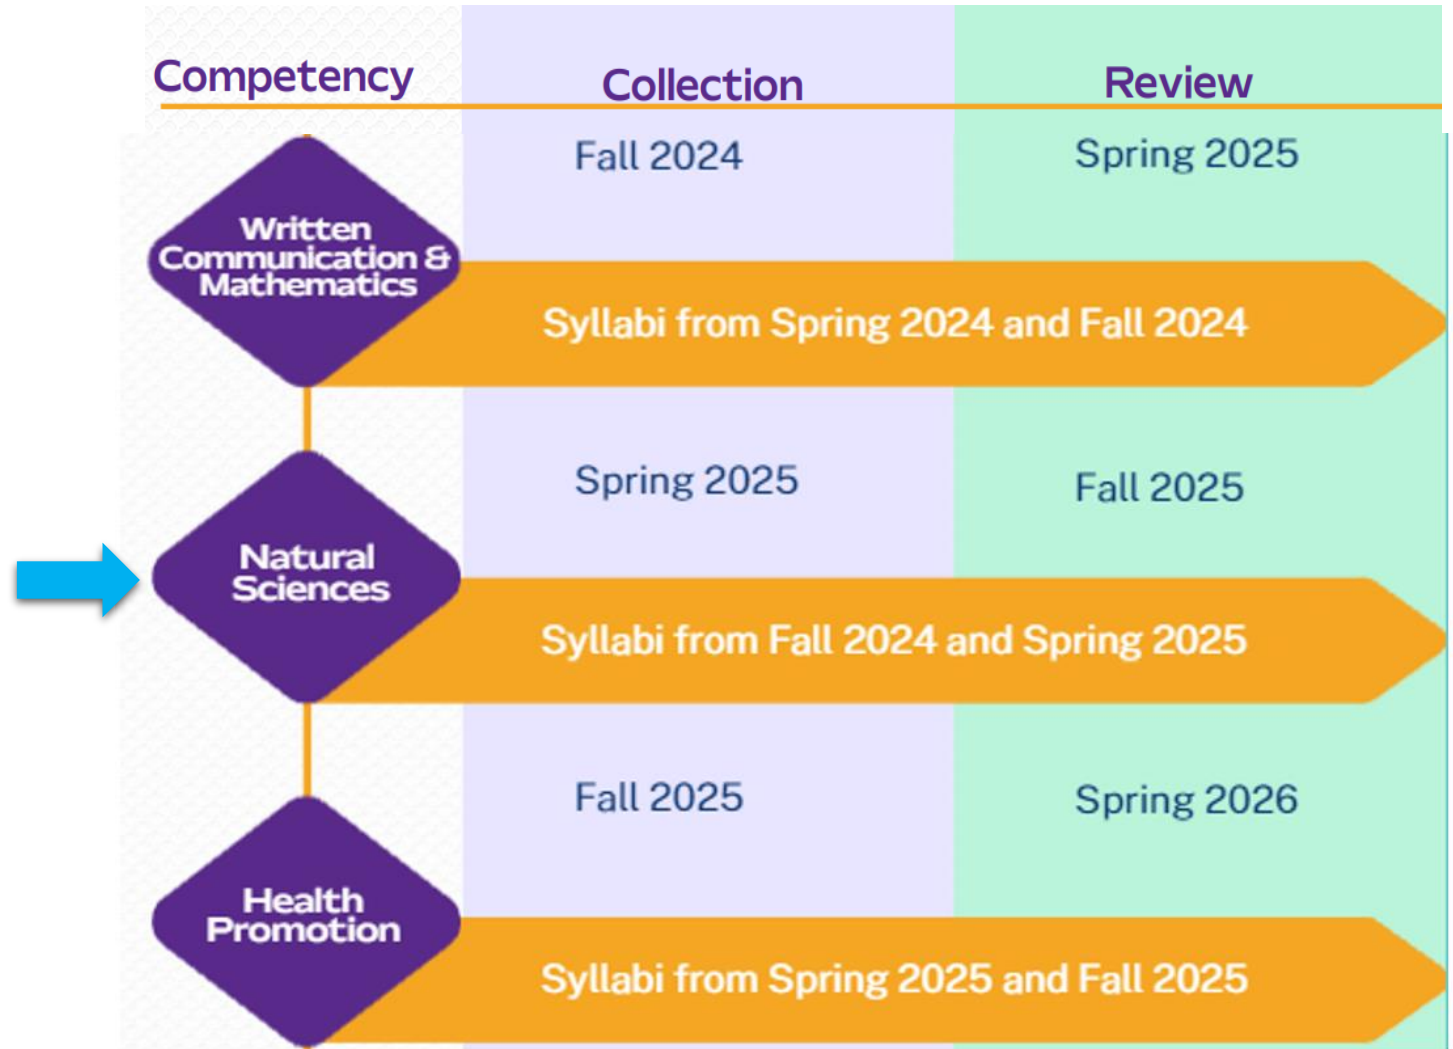 Competency Collection Review
Fall 2024 Spring 2025
Written
Communication &
Mathematics
Syllabi from Spring 2024 and Fall 2024
Spring 2025 Fall 2025
Natural
Sciences
Syllabi from Fall 2024 and Spring 2025
Fall 2025 Spring 2026
Health
Promotion
Syllabi from Spring 2025 and Fall 2025